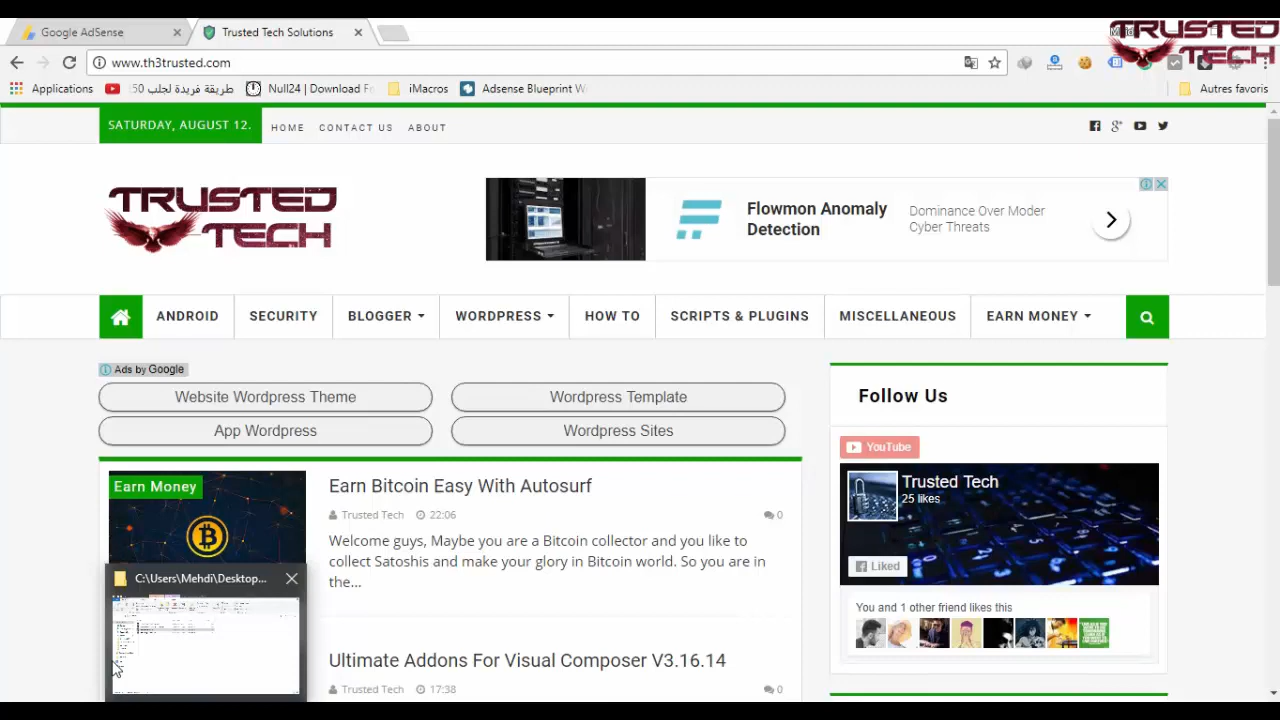 Google AdSense
Trusted Tech Solutions
TRUSTED
TECH
www.th3trusted.com
Applications
طريقة فريدة لجلب 50.
Null24 | Download F
iMacros
Adsense Blueprint W
Autres favoris
SATURDAY, AUGUST 12.
HOME
CONTACT US
ABOUT
TRUSTED
TECH
Flowmon Anomaly
Detection
Dominance Over Moder
Cyber Threats
ANDROID
SECURITY
BLOGGER
WORDPRESS
HOW TO
SCRIPTS & PLUGINS
MISCELLANEOUS
EARN MONEY
Ads by Google
Website Wordpress Theme
Wordpress Template
App Wordpress
Wordpress Sites
Earn Money
Earn Bitcoin Easy With Autosurf
Trusted Tech
22:06
0
Welcome guys, Maybe you are a Bitcoin collector and you like to
collect Satoshis and make your glory in Bitcoin world. So you are in
the...
C:\Users\Mehdi\Desktop...
Ultimate Addons For Visual Composer V3.16.14
Trusted Tech
17:38
0
Follow Us
YouTube
Trusted Tech
25 likes
Liked
You and 1 other friend likes this